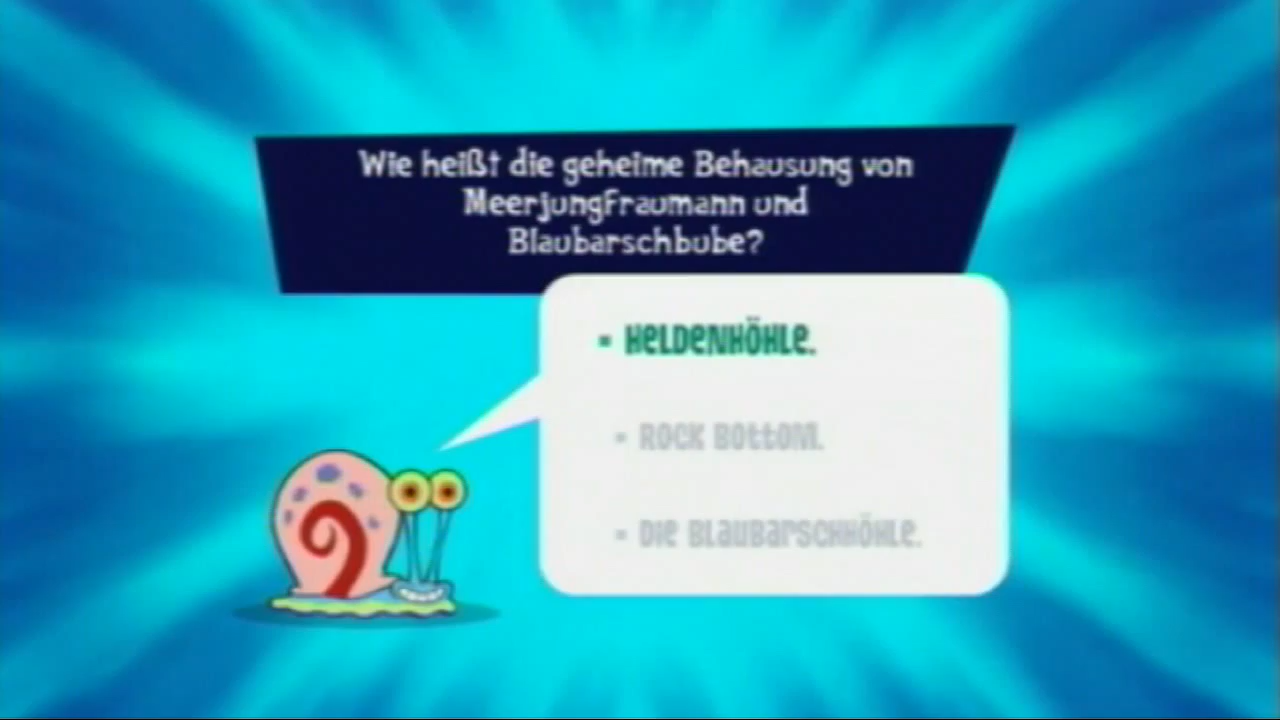 Wie heißt die geheime Behausung von
Meerjungfraumann und
Blaubarschbube?
▪ HeLDeNHÖHLe.
▪ ROCK BOttOM.
▪ DIe BLaUBarSCHHÖHLe.